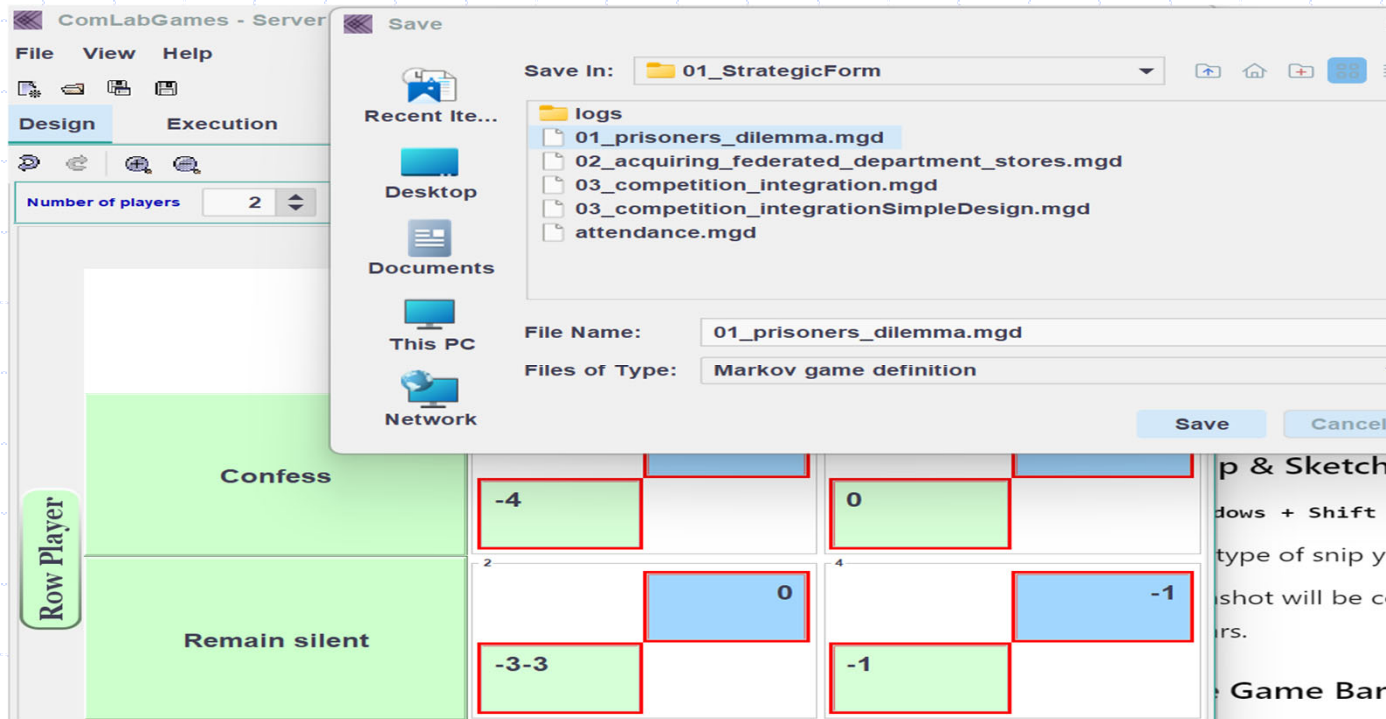 ComLabGames - Server
File View Help
Design Execution
Number of players 2
Save
Save In: 01_StrategicForm
Recent Ite...
Desktop
Documents
This PC
Network
logs
01_prisoners_dilemma.mgd
02_acquiring_federated_department_stores.mgd
03_competition_integration.mgd
03_competition_integrationSimpleDesign.mgd
attendance.mgd
File Name: 01_prisoners_dilemma.mgd
Files of Type: Markov game definition
Save Cancel
Row Player
Confess
-4
0
Remain silent
2
0
-3-3
4
-1
-1
p & Sketch
dows + Shift
type of snip y
shot will be c
rs.
Game Bar